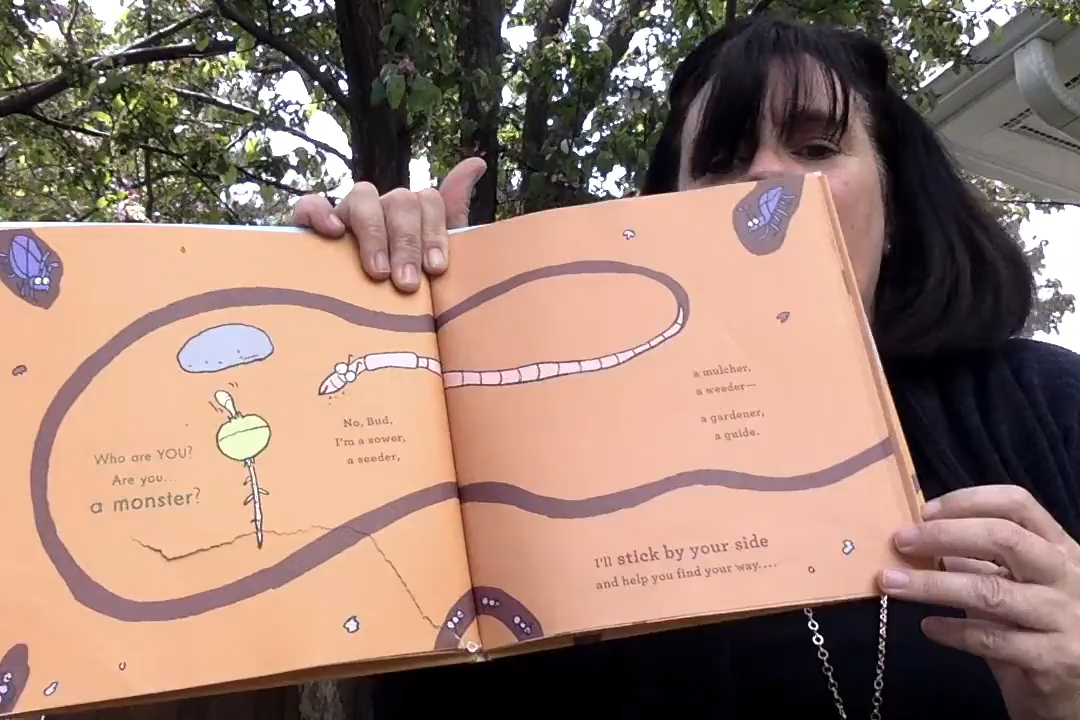 Who are YOU?
Are you...
a monster?
No, Bud,
I'm a sower,
a seeder,
a mulcher,
a weeder—
a gardener,
a guide.
I'll stick by your side
and help you find your way....